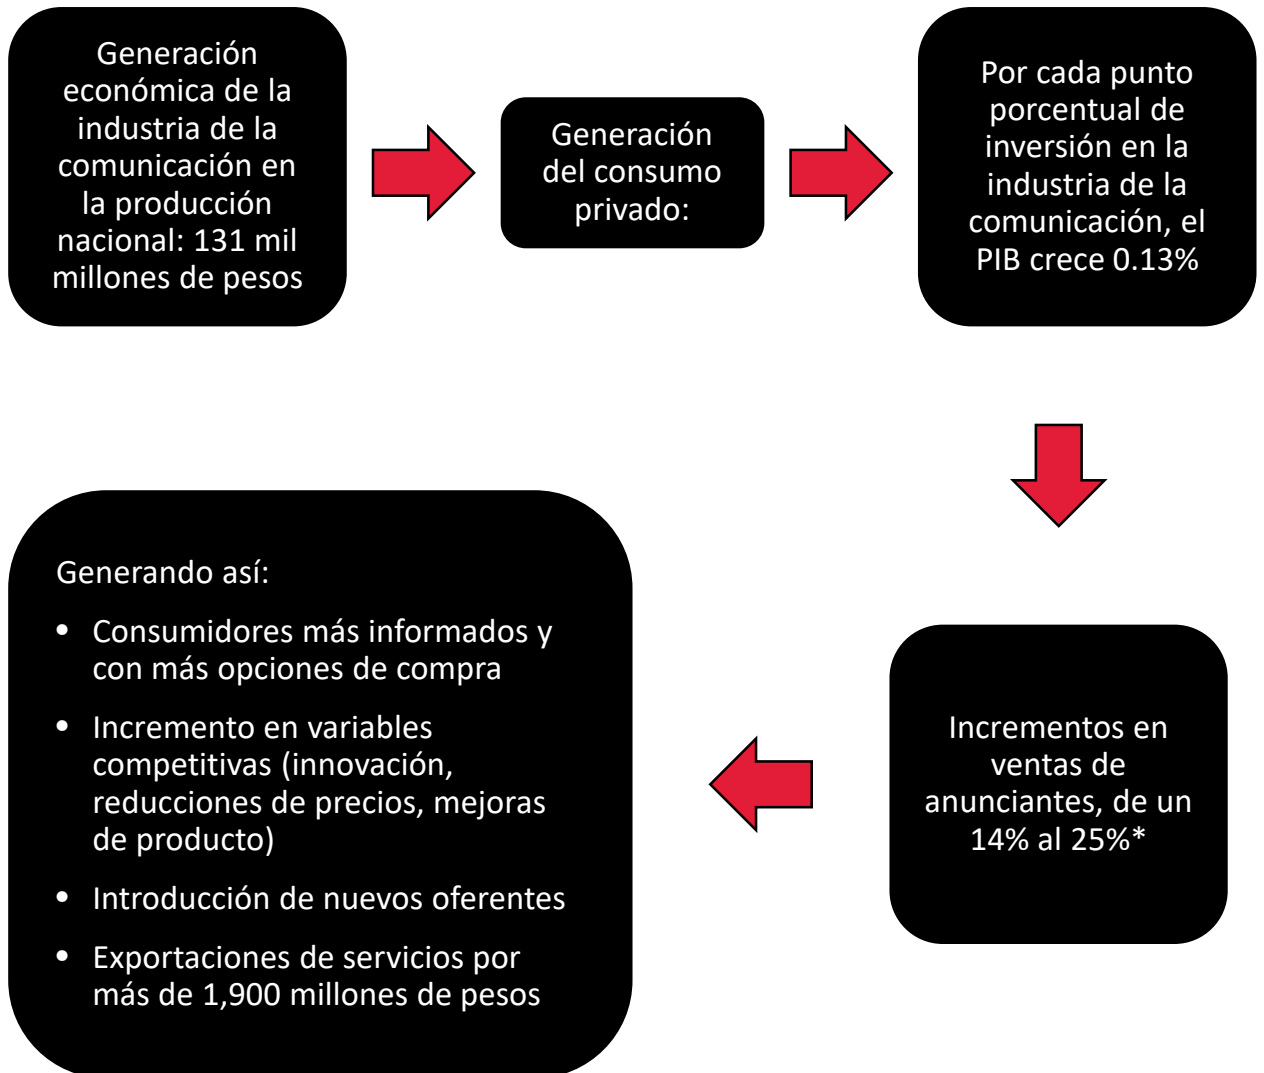 Generación
económica de la
industria de la
comunicación en
la producción
nacional: 131 mil
millones de pesos
Generación
del consumo
privado:
Por cada punto
porcentual de
inversión en la
industria de la
comunicación, el
PIB crece 0.13%
Incrementos en
ventas de
anunciantes, de un
14% al 25%*
Generando así:
• Consumidores más informados y
con más opciones de compra
• Incremento en variables
competitivas (innovación,
reducciones de precios, mejoras
de producto)
• Introducción de nuevos oferentes
• Exportaciones de servicios por
más de 1,900 millones de pesos